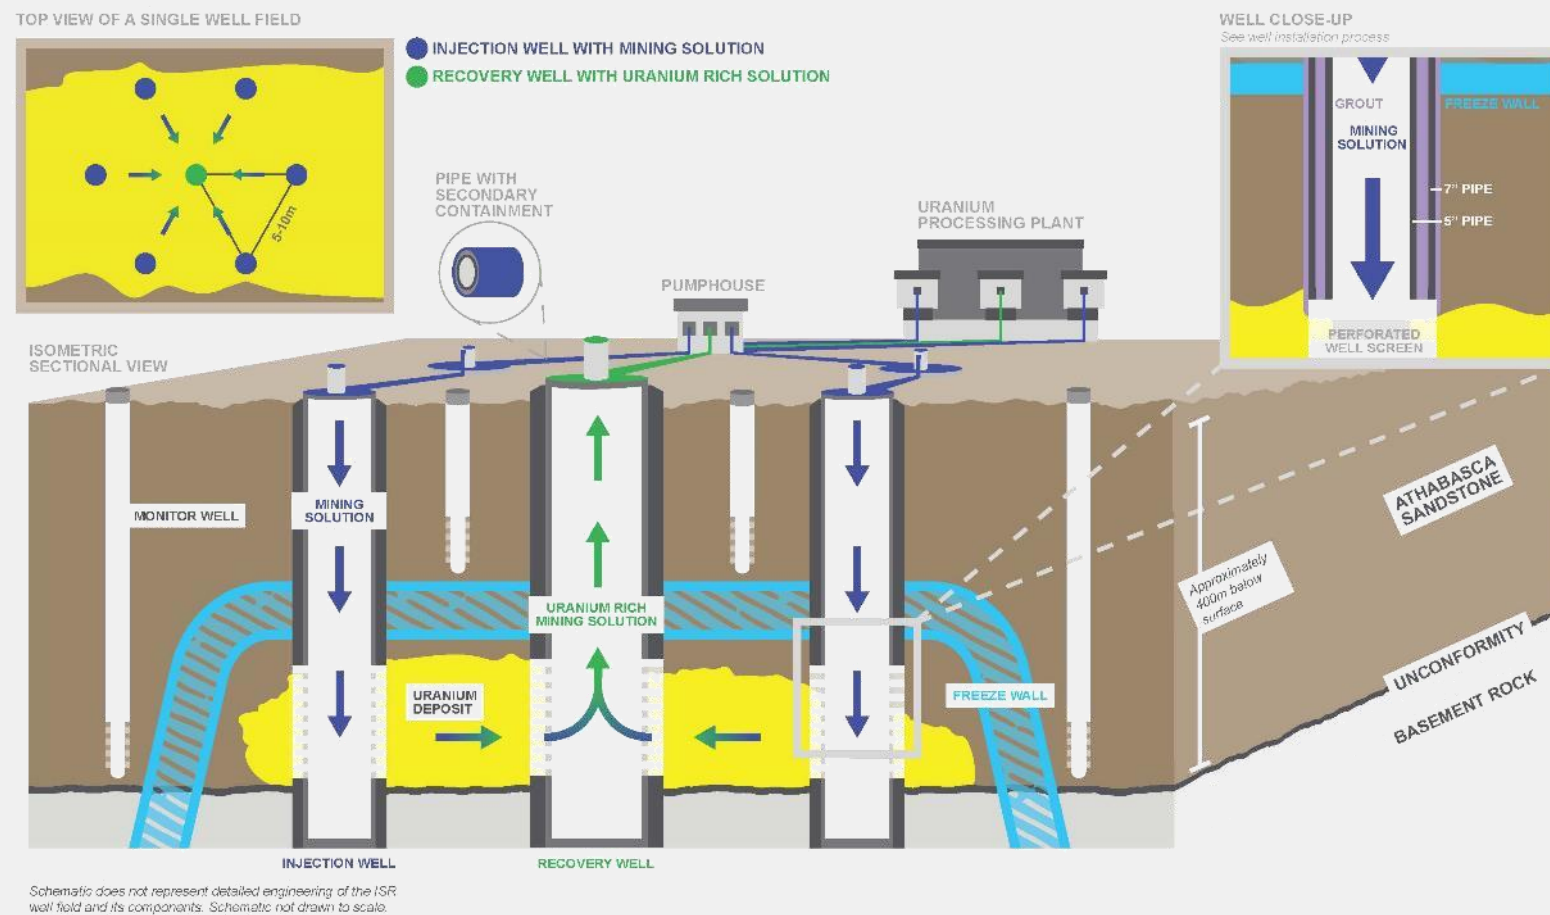 TOP VIEW OF A SINGLE WELL FIELD
INJECTION WELL WITH MINING SOLUTION
RECOVERY WELL WITH URANIUM RICH SOLUTION
5-10m
WELL CLOSE-UP
See well installation process
GROUT
FREEZE WALL
MINING
SOLUTION
7" PIPE
5" PIPE
PERFORATED
WELL SCREEN
PIPE WITH
SECONDARY
CONTAINMENT
PUMPHOUSE
URANIUM
PROCESSING PLANT
ISOMETRIC
SECTIONAL VIEW
MONITOR WELL
MINING
SOLUTION
URANIUM RICH
MINING SOLUTION
URANIUM
DEPOSIT
FREEZE WALL
Approximately
400m below
surface
ATHABASCA
SANDSTONE
UNCONFORMITY
BASEMENT ROCK
INJECTION WELL
RECOVERY WELL
Schematic does not represent detailed engineering of the ISR
well field and its components. Schematic not drawn to scale.